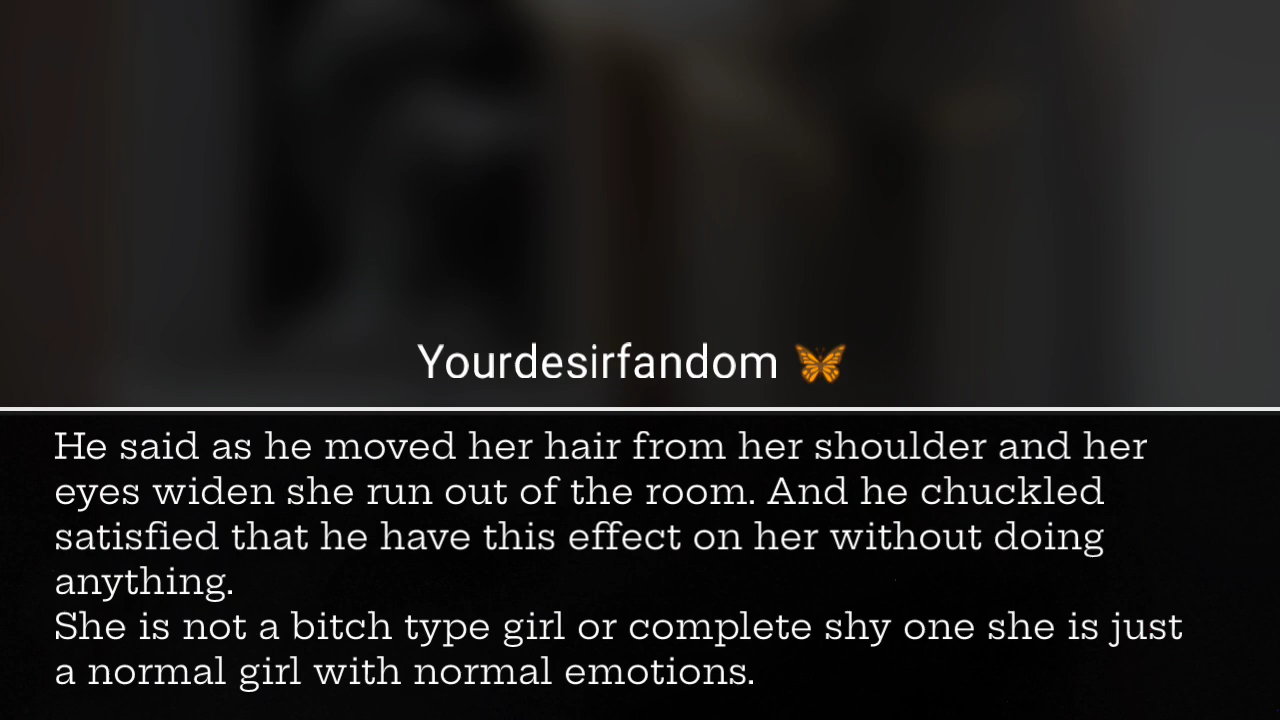 Yourdesirfandom 🦋
He said as he moved her hair from her shoulder and her
eyes widen she run out of the room. And he chuckled
satisfied that he have this effect on her without doing
anything.
She is not a bitch type girl or complete shy one she is just
a normal girl with normal emotions.